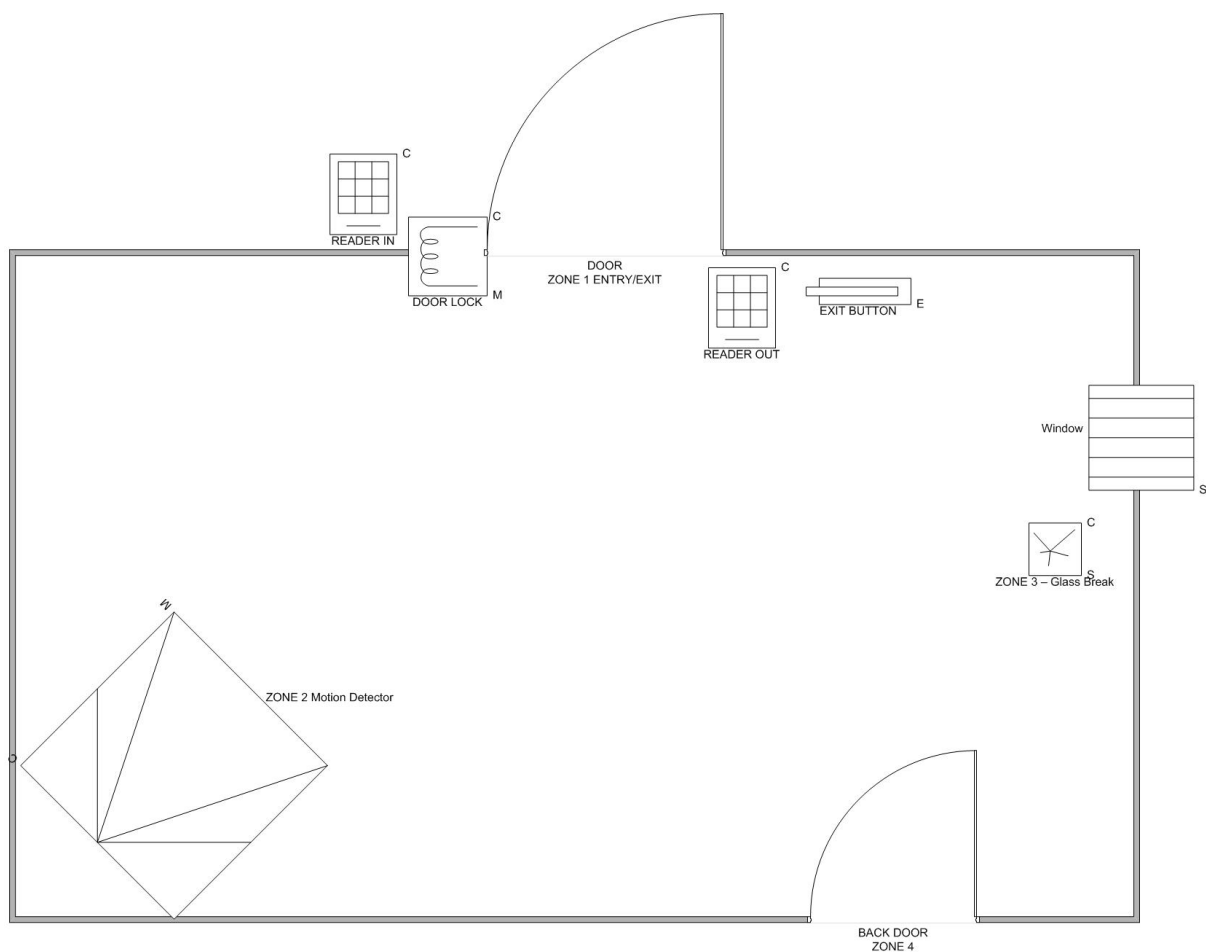 C
READER IN
C
DOOR LOCK
M
DOOR
ZONE 1 ENTRY/EXIT
C
READER OUT
EXIT BUTTON
E
Window
S
C
S
ZONE 3 – Glass Break
M
ZONE 2 Motion Detector
C
BACK DOOR
ZONE 4